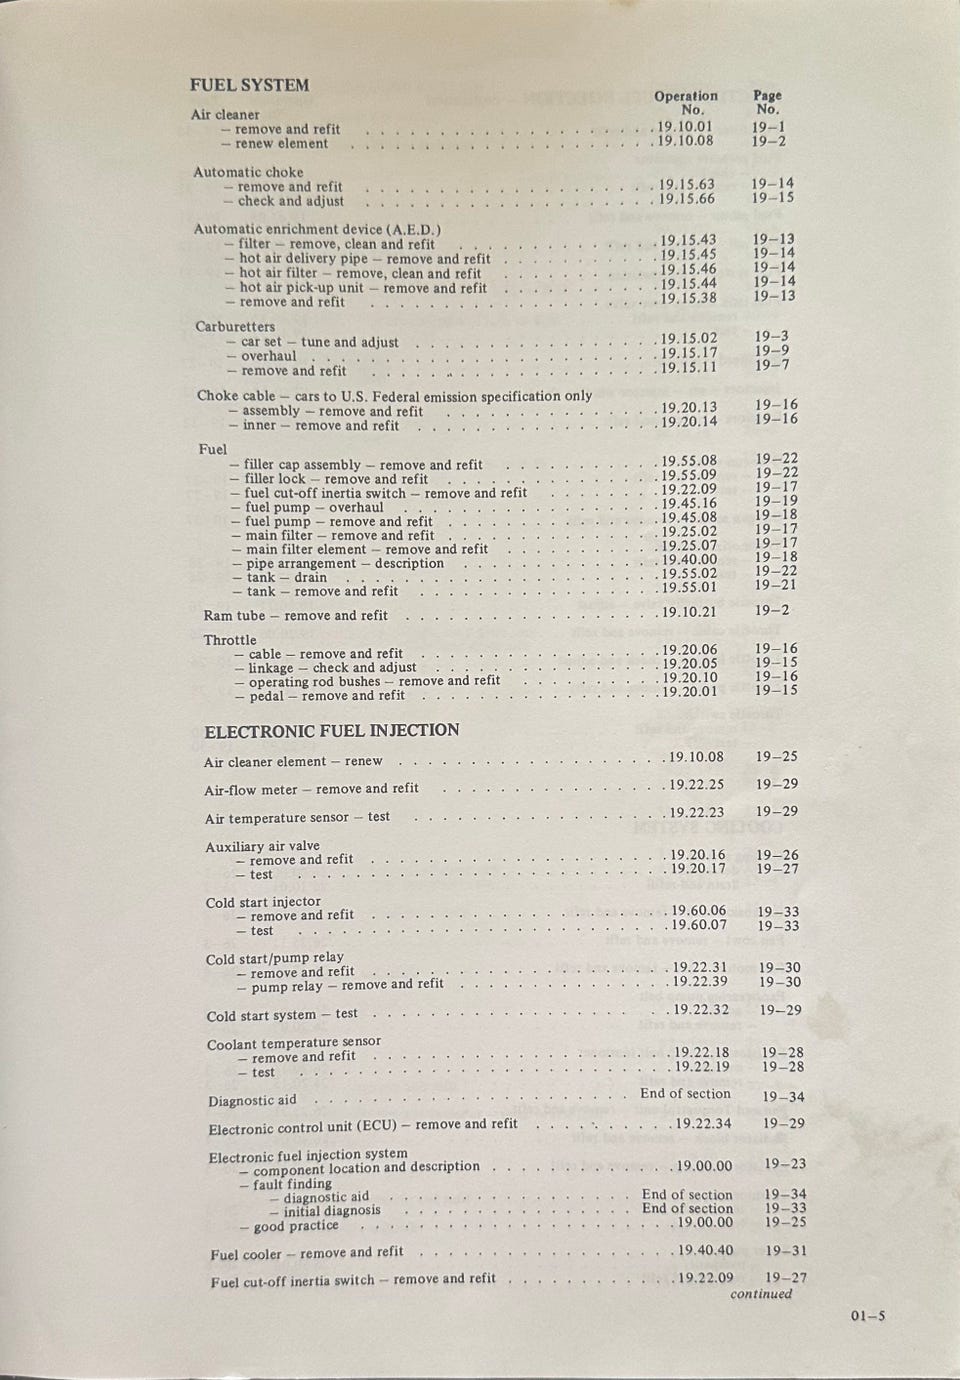 FUEL SYSTEM
Operation Page
No. No.
Air cleaner
– remove and refit . . . . . . . . . . . . . . . . . . . . 19.10.01 19–1
– renew element . . . . . . . . . . . . . . . . . . . . . 19.10.08 19–2
Automatic choke
– remove and refit . . . . . . . . . . . . . . . . . . . . 19.15.63 19–14
– check and adjust . . . . . . . . . . . . . . . . . . . . 19.15.66 19–15
Automatic enrichment device (A.E.D.)
– filter – remove, clean and refit . . . . . . . . . . . . . . 19.15.43 19–13
– hot air delivery pipe – remove and refit . . . . . . . . . . . 19.15.45 19–14
– hot air filter – remove, clean and refit . . . . . . . . . . . 19.15.46 19–14
– hot air pick-up unit – remove and refit . . . . . . . . . . . 19.15.44 19–14
– remove and refit . . . . . . . . . . . . . . . . . . . . 19.15.38 19–13
Carburetters
– car set – tune and adjust . . . . . . . . . . . . . . . . . 19.15.02 19–3
– overhaul . . . . . . . . . . . . . . . . . . . . . . . . 19.15.17 19–9
– remove and refit . . . . . . . . . . . . . . . . . . . . 19.15.11 19–7
Choke cable – cars to U.S. Federal emission specification only
– assembly – remove and refit . . . . . . . . . . . . . . . 19.20.13 19–16
– inner – remove and refit . . . . . . . . . . . . . . . . . 19.20.14 19–16
Fuel
– filler cap assembly – remove and refit . . . . . . . . . . . 19.55.08 19–22
– filler lock – remove and refit . . . . . . . . . . . . . . . 19.55.09 19–22
– fuel cut-off inertia switch – remove and refit . . . . . . . . 19.22.09 19–17
– fuel pump – overhaul . . . . . . . . . . . . . . . . . . 19.45.16 19–19
– fuel pump – remove and refit . . . . . . . . . . . . . . . 19.45.08 19–18
– main filter – remove and refit . . . . . . . . . . . . . . . 19.25.02 19–17
– main filter element – remove and refit . . . . . . . . . . . 19.25.07 19–17
– pipe arrangement – description . . . . . . . . . . . . . . 19.40.00 19–18
– tank – drain . . . . . . . . . . . . . . . . . . . . . . 19.55.02 19–22
– tank – remove and refit . . . . . . . . . . . . . . . . . 19.55.01 19–21
Ram tube – remove and refit . . . . . . . . . . . . . . . . . . 19.10.21 19–2
Throttle
– cable – remove and refit . . . . . . . . . . . . . . . . . 19.20.06 19–16
– linkage – check and adjust . . . . . . . . . . . . . . . . 19.20.05 19–15
– operating rod bushes – remove and refit . . . . . . . . . . 19.20.10 19–16
– pedal – remove and refit . . . . . . . . . . . . . . . . . 19.20.01 19–15
ELECTRONIC FUEL INJECTION
Air cleaner element – renew . . . . . . . . . . . . . . . . . . . 19.10.08 19–25
Air-flow meter – remove and refit . . . . . . . . . . . . . . . . 19.22.25 19–29
Air temperature sensor – test . . . . . . . . . . . . . . . . . . 19.22.23 19–29
Auxiliary air valve
– remove and refit . . . . . . . . . . . . . . . . . . . . . 19.20.16 19–26
– test . . . . . . . . . . . . . . . . . . . . . . . . . . 19.20.17 19–27
Cold start injector
– remove and refit . . . . . . . . . . . . . . . . . . . . . 19.60.06 19–33
– test . . . . . . . . . . . . . . . . . . . . . . . . . . 19.60.07 19–33
Cold start/pump relay
– remove and refit . . . . . . . . . . . . . . . . . . . . . 19.22.31 19–30
– pump relay – remove and refit . . . . . . . . . . . . . . . 19.22.39 19–30
Cold start system – test . . . . . . . . . . . . . . . . . . . . 19.22.32 19–29
Coolant temperature sensor
– remove and refit . . . . . . . . . . . . . . . . . . . . . 19.22.18 19–28
– test . . . . . . . . . . . . . . . . . . . . . . . . . . 19.22.19 19–28
Diagnostic aid . . . . . . . . . . . . . . . . . . . . . . End of section 19–34
Electronic control unit (ECU) – remove and refit . . . . . . . . . . 19.22.34 19–29
Electronic fuel injection system
– component location and description . . . . . . . . . . . . . 19.00.00 19–23
– fault finding
– diagnostic aid . . . . . . . . . . . . . . . . . End of section 19–34
– initial diagnosis . . . . . . . . . . . . . . . . End of section 19–33
– good practice . . . . . . . . . . . . . . . . . . . . . . 19.00.00 19–25
Fuel cooler – remove and refit . . . . . . . . . . . . . . . . . . 19.40.40 19–31
Fuel cut-off inertia switch – remove and refit . . . . . . . . . . . . 19.22.09 19–27
continued
01–5